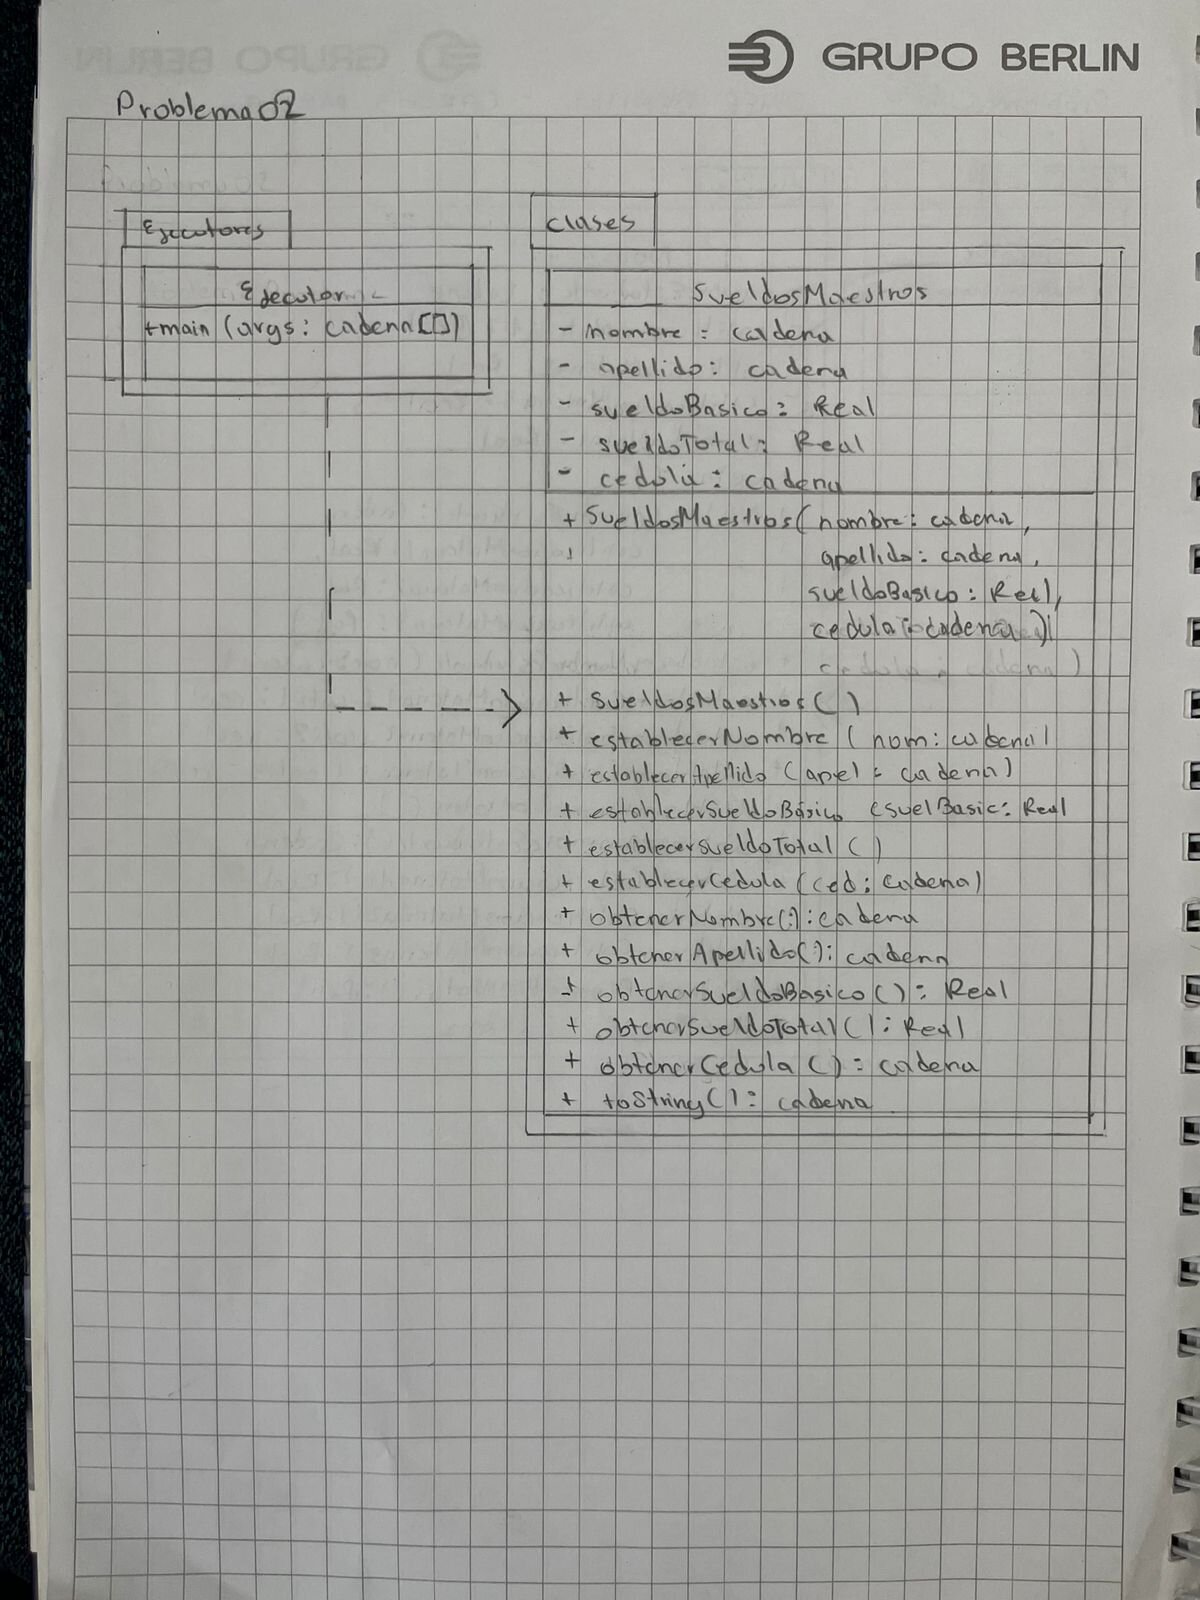 GRUPO BERLIN
Problema 02
Ejecutores
Ejecutor
+main (args: cadena[])
clases
SueldosMaestros
- nombre : cadena
- apellido : cadena
- sueldoBasico : Real
- sueldoTotal : Real
- cedula : cadena
+ SueldosMaestros( nombre : cadena,
apellido : cadena,
sueldoBasico : Real,
cedula : cadena )
+ SueldosMaestros ( )
+ establecerNombre ( nom : cadena)
+ establecerApellido (apel : cadena)
+ establecerSueldoBásico (suelBasic : Real
+ establecerSueldoTotal ( )
+ establecerCedula (ced : cadena)
+ obtenerNombre(:) : cadena
+ obtenerApellido() : cadena
+ obtenerSueldoBasico ( ) : Real
+ obtenerSueldoTotal ( ) : Real
+ obtenerCedula ( ) : cadena
+ toString( ) : cadena